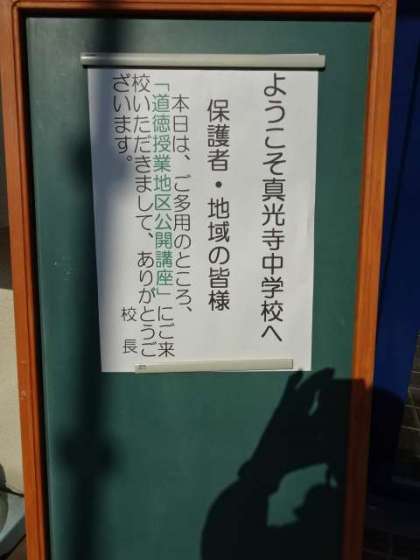 ようこそ真光寺中学校へ
保護者・地域の皆様
本日は、ご多用のところ、
「道徳授業地区公開講座」にご来
校いただきまして、ありがとうご
ざいます。
校長